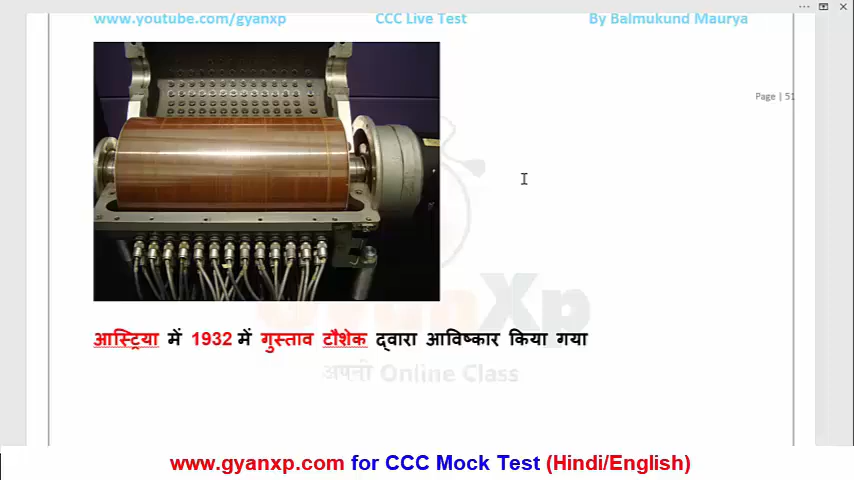 www.youtube.com/gyanxp CCC Live Test By Balmukund Maurya
Page | 51
GyanXp
आस्ट्रिया में 1932 में गुस्ताव टौशेक द्वारा आविष्कार किया गया
अपनी Online Class
www.gyanxp.com for CCC Mock Test (Hindi/English)